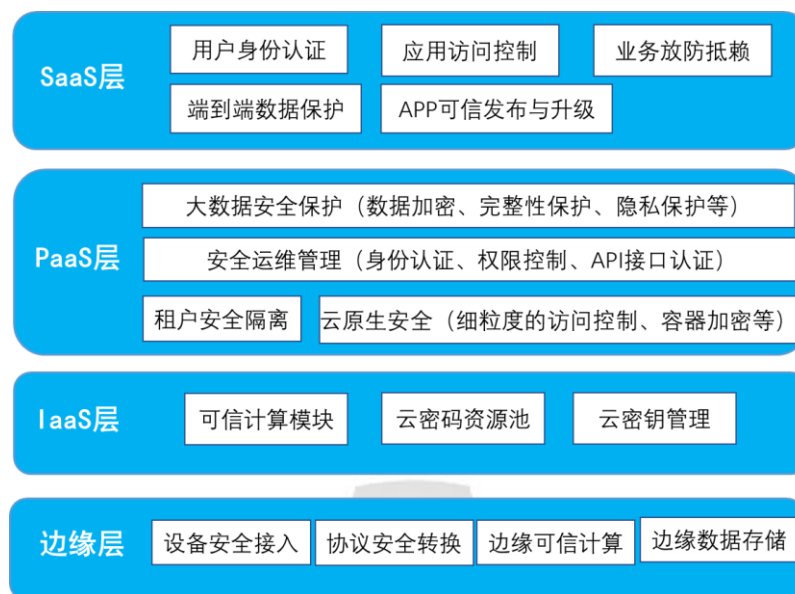 SaaS层
用户身份认证
应用访问控制
业务放防抵赖
端到端数据保护
APP可信发布与升级
PaaS层
大数据安全保护（数据加密、完整性保护、隐私保护等）
安全运维管理（身份认证、权限控制、API接口认证）
租户安全隔离
云原生安全（细粒度的访问控制、容器加密等）
IaaS层
可信计算模块
云密码资源池
云密钥管理
边缘层
设备安全接入
协议安全转换
边缘可信计算
边缘数据存储